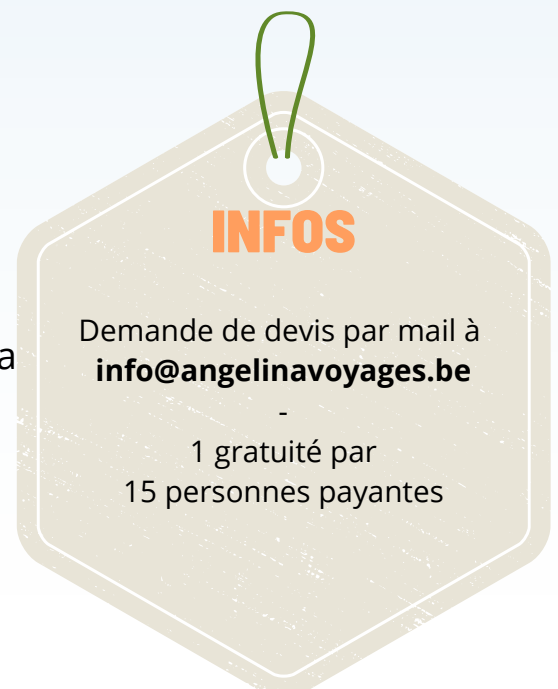 INFOS
Demande de devis par mail à
info@angelinavoyages.be
-
1 gratuité par
15 personnes payantes
a